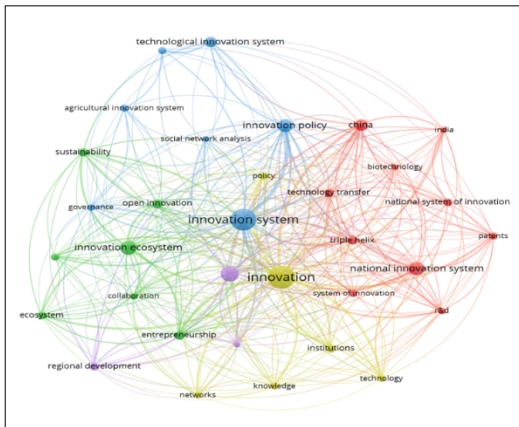 technological innovation system
agricultural innovation system
social network analysis
innovation policy
china
india
sustainability
policy
biotechnology
technology transfer
national system of innovation
governance
open innovation
innovation system
patents
innovation ecosystem
triple helix
innovation
national innovation system
collaboration
system of innovation
ecosystem
r&d
entrepreneurship
institutions
regional development
networks
knowledge
technology